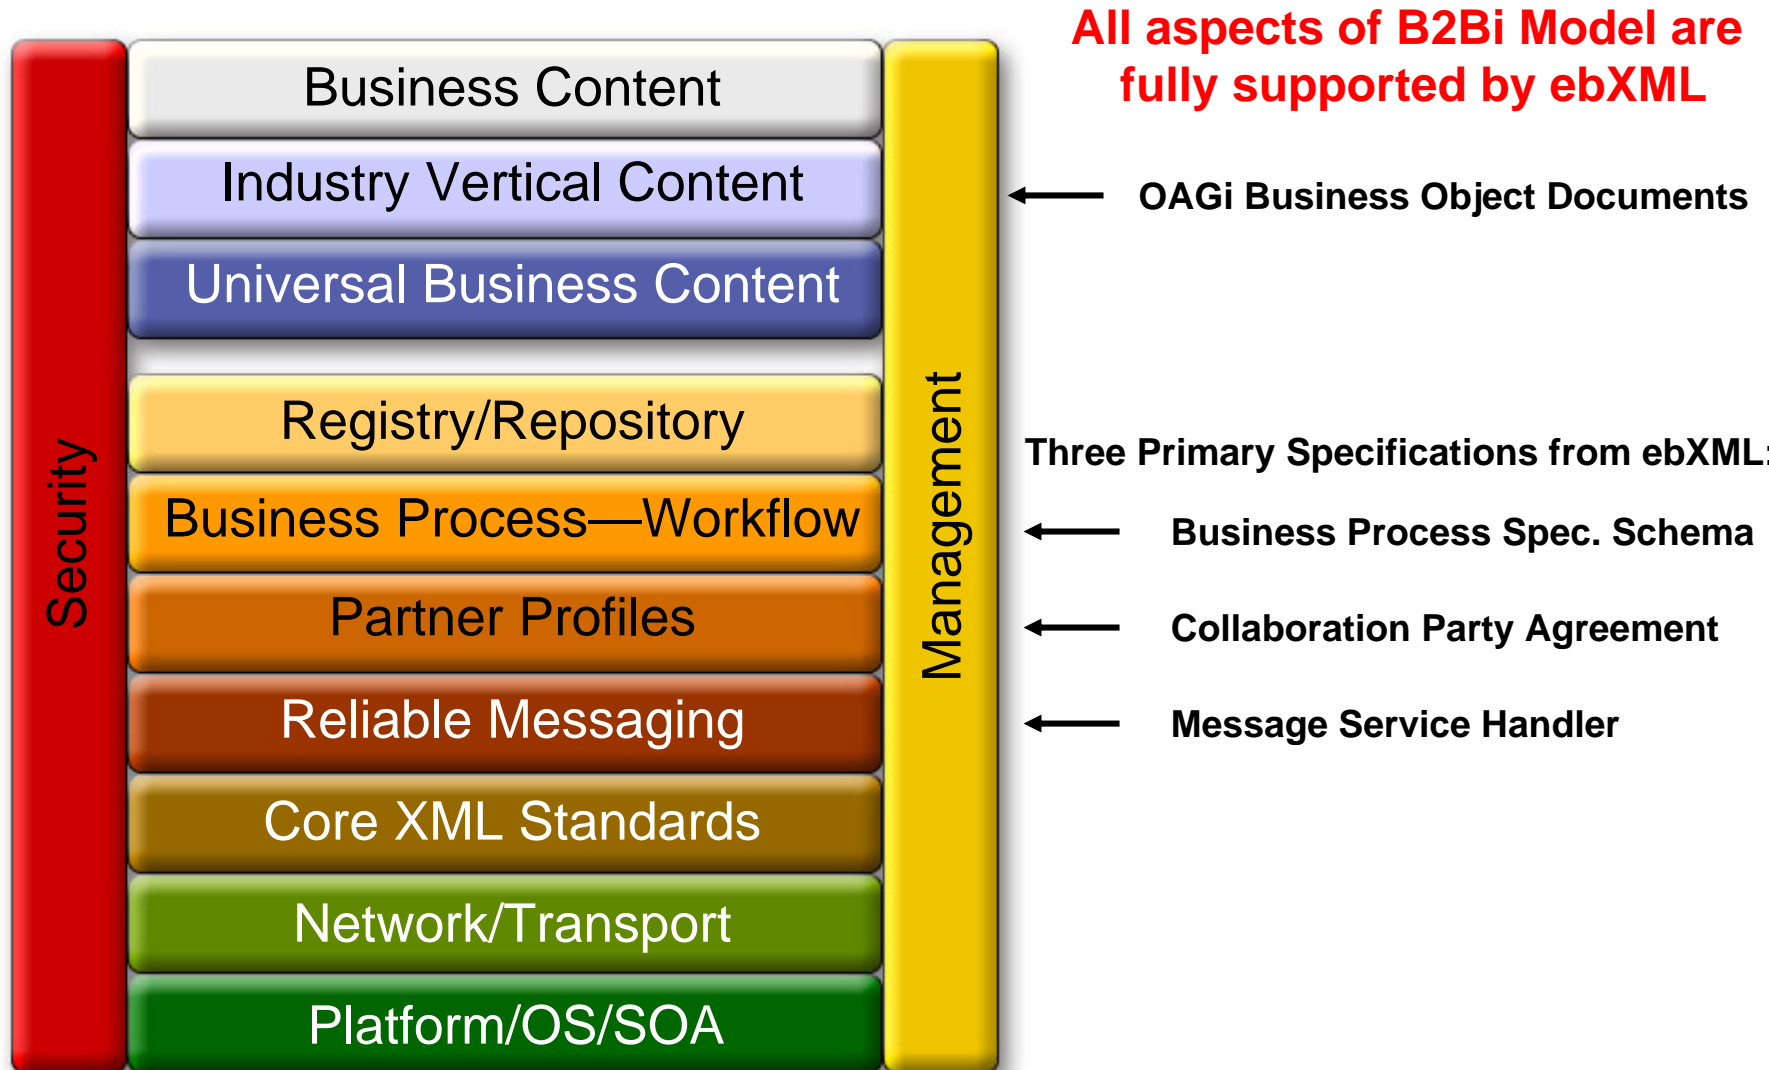 All aspects of B2Bi Model are
fully supported by ebXML
Business Content
Industry Vertical Content
OAGi Business Object Documents
Universal Business Content
Registry/Repository
Three Primary Specifications from ebXML:
Business Process—Workflow
Business Process Spec. Schema
Partner Profiles
Collaboration Party Agreement
Reliable Messaging
Message Service Handler
Core XML Standards
Network/Transport
Platform/OS/SOA
Security
Management